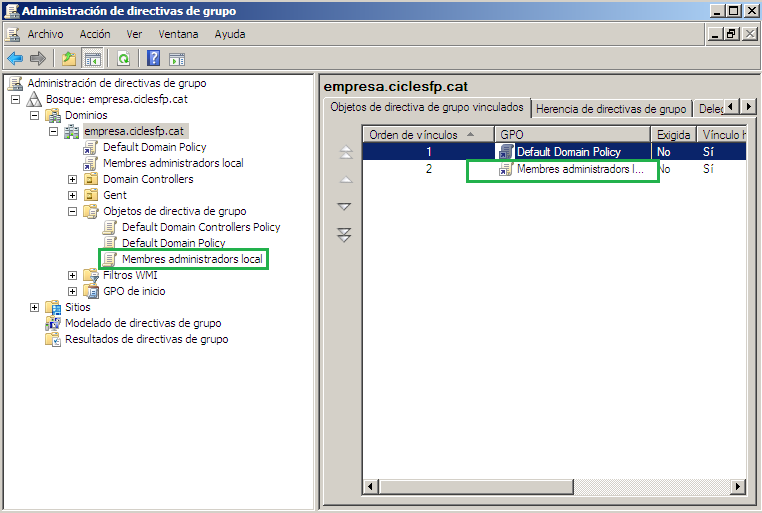 Administración de directivas de grupo
Archivo Acción Ver Ventana Ayuda
Administración de directivas de grupo
Bosque: empresa.ciclesfp.cat
Dominios
empresa.ciclesfp.cat
Default Domain Policy
Membres administradors local
Domain Controllers
Gent
Objetos de directiva de grupo
Default Domain Controllers Policy
Default Domain Policy
Membres administradors local
Filtros WMI
GPO de inicio
Sitios
Modelado de directivas de grupo
Resultados de directivas de grupo
empresa.ciclesfp.cat
Objetos de directiva de grupo vinculados Herencia de directivas de grupo Deleg
Orden de vínculos GPO Exigida Vínculo h
1 Default Domain Policy No Sí
2 Membres administradors l... No Sí